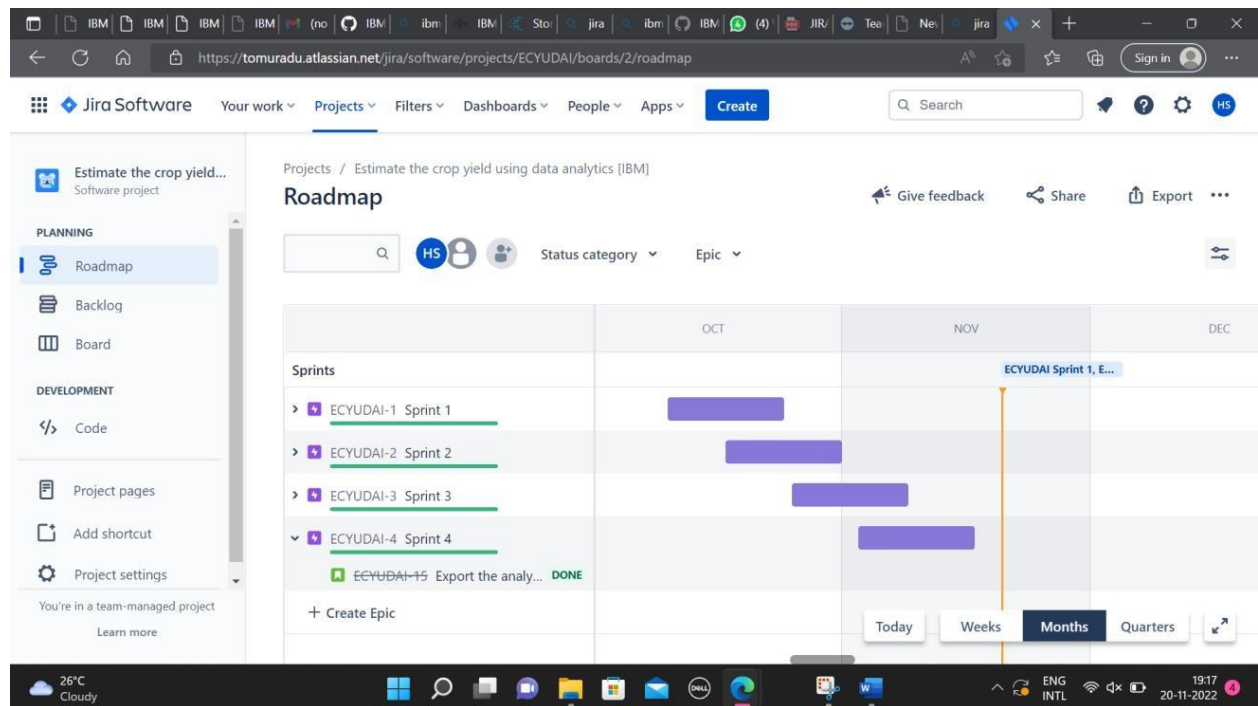 IBM IBM IBM IBM (no IBM ibm IBM Sto jira ibm IBM (4) JIR/ Tea Nev jira
https://tomuradu.atlassian.net/jira/software/projects/ECYUDAI/boards/2/roadmap
Sign in
Jira Software Your work Projects Filters Dashboards People Apps Create Search HS
Estimate the crop yield...
Software project
PLANNING
Roadmap
Backlog
Board
DEVELOPMENT
Code
Project pages
Add shortcut
Project settings
You're in a team-managed project
Learn more
Projects / Estimate the crop yield using data analytics [IBM]
Roadmap
Give feedback Share Export
HS Status category Epic
OCT NOV DEC
Sprints
ECYUDAI Sprint 1, E...
ECYUDAI-1 Sprint 1
ECYUDAI-2 Sprint 2
ECYUDAI-3 Sprint 3
ECYUDAI-4 Sprint 4
ECYUDAI-15 Export the analy... DONE
+ Create Epic
Today Weeks Months Quarters
26°C
Cloudy
DELL
W
ENG
INTL
19:17
20-11-2022
4